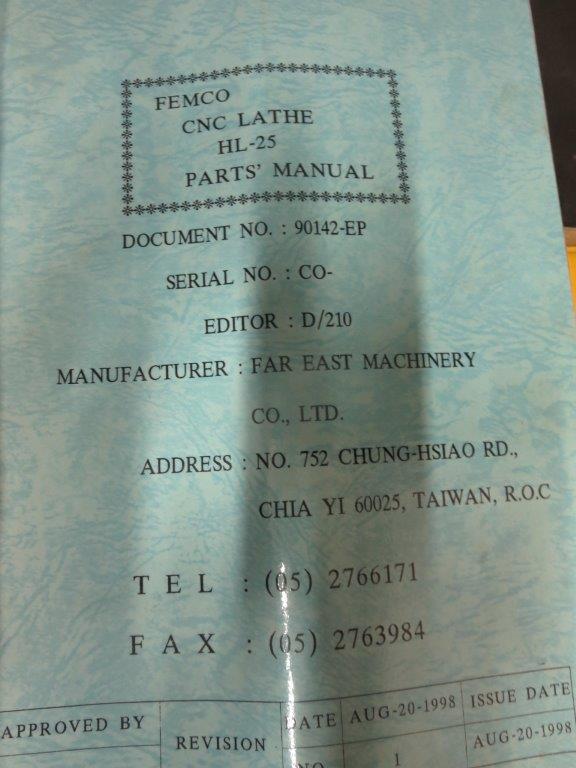 FEMCO
CNC LATHE
HL-25
PARTS' MANUAL
DOCUMENT NO. : 90142-EP
SERIAL NO. : CO-
EDITOR : D/210
MANUFACTURER : FAR EAST MACHINERY
CO., LTD.
ADDRESS : NO. 752 CHUNG-HSIAO RD.,
CHIA YI 60025, TAIWAN, R.O.C
TEL : (05) 2766171
FAX : (05) 2763984
APPROVED BY
REVISION
DATE AUG-20-1998 ISSUE DATE
NO 1 AUG-20-1998